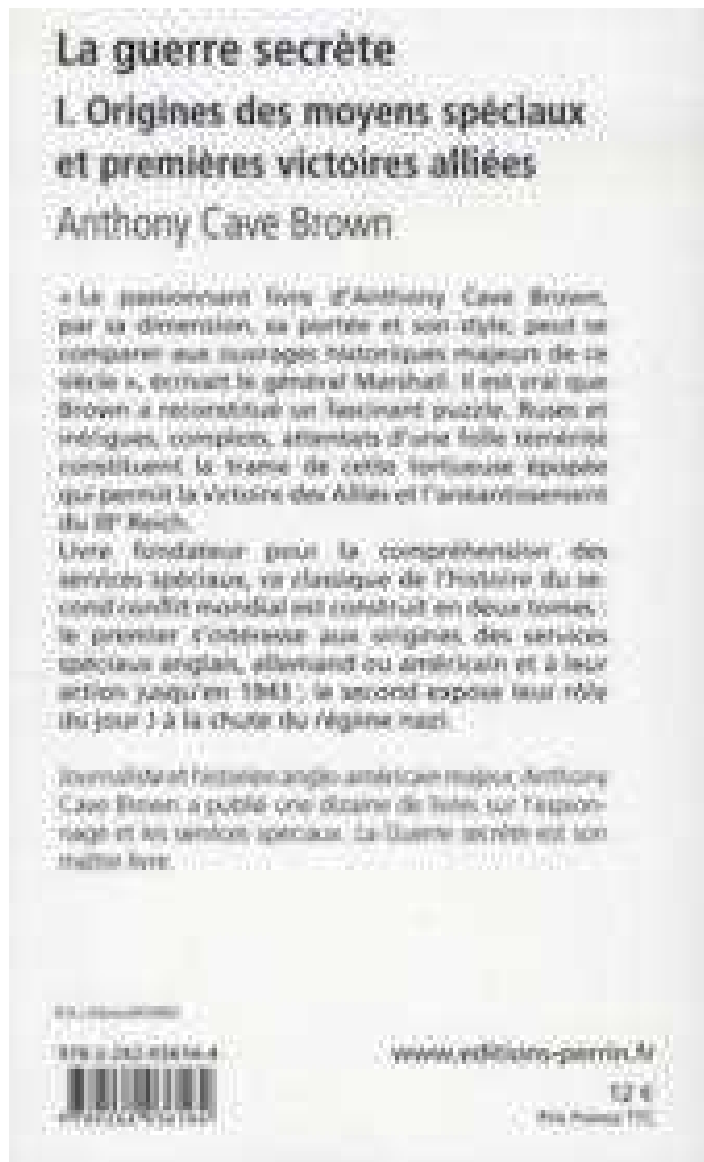 La guerre secrète
I. Origines des moyens spéciaux
et premières victoires alliées
Anthony Cave Brown
« Le passionnant livre d'Anthony Cave Brown,
par sa dimension, sa portée et son style, peut se
comparer aux ouvrages historiques majeurs de ce
siècle », écrivait le général Marshall. Il est vrai que
Brown a reconstitué un fascinant puzzle. Ruses et
intrigues, complots, attentats d'une folle témérité
constituent la trame de cette tortueuse épopée
qui permit la victoire des Alliés et l'anéantissement
du IIIe Reich.
Livre fondateur pour la compréhension des
services spéciaux, ce classique de l'histoire du se-
cond conflit mondial est construit en deux tomes :
le premier s'intéresse aux origines des services
spéciaux anglais, allemand ou américain et à leur
action jusqu'en 1943 ; le second expose leur rôle
du jour J à la chute du régime nazi.
Journaliste et historien anglo-américain majeur, Anthony
Cave Brown a publié une dizaine de livres sur l'espion-
nage et les services spéciaux. La Guerre secrète est son
maître livre.
www.editions-perrin.fr
12 €
Prix France TTC